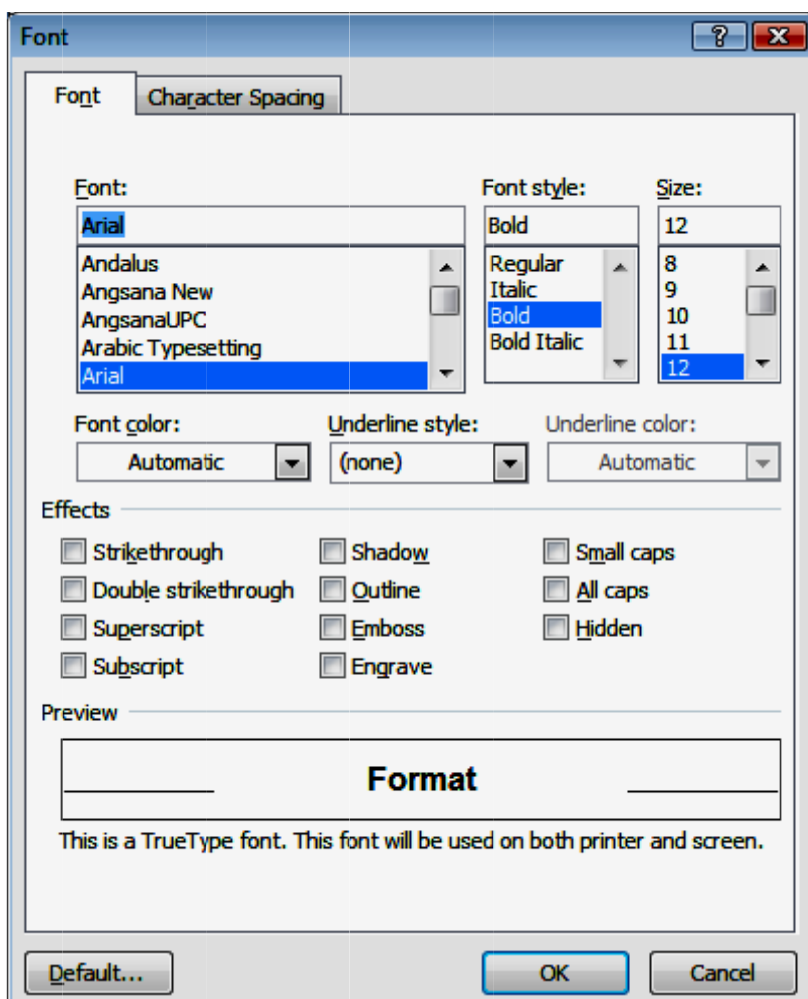 Font
Font Character Spacing
Font: Font style: Size:
Arial Bold 12
Andalus Regular 8
Angsana New Italic 9
AngsanaUPC Bold 10
Arabic Typesetting Bold Italic 11
Arial 12
Font color: Underline style: Underline color:
Automatic (none) Automatic
Effects
Strikethrough Shadow Small caps
Double strikethrough Outline All caps
Superscript Emboss Hidden
Subscript Engrave
Preview
Format
This is a TrueType font. This font will be used on both printer and screen.
Default... OK Cancel